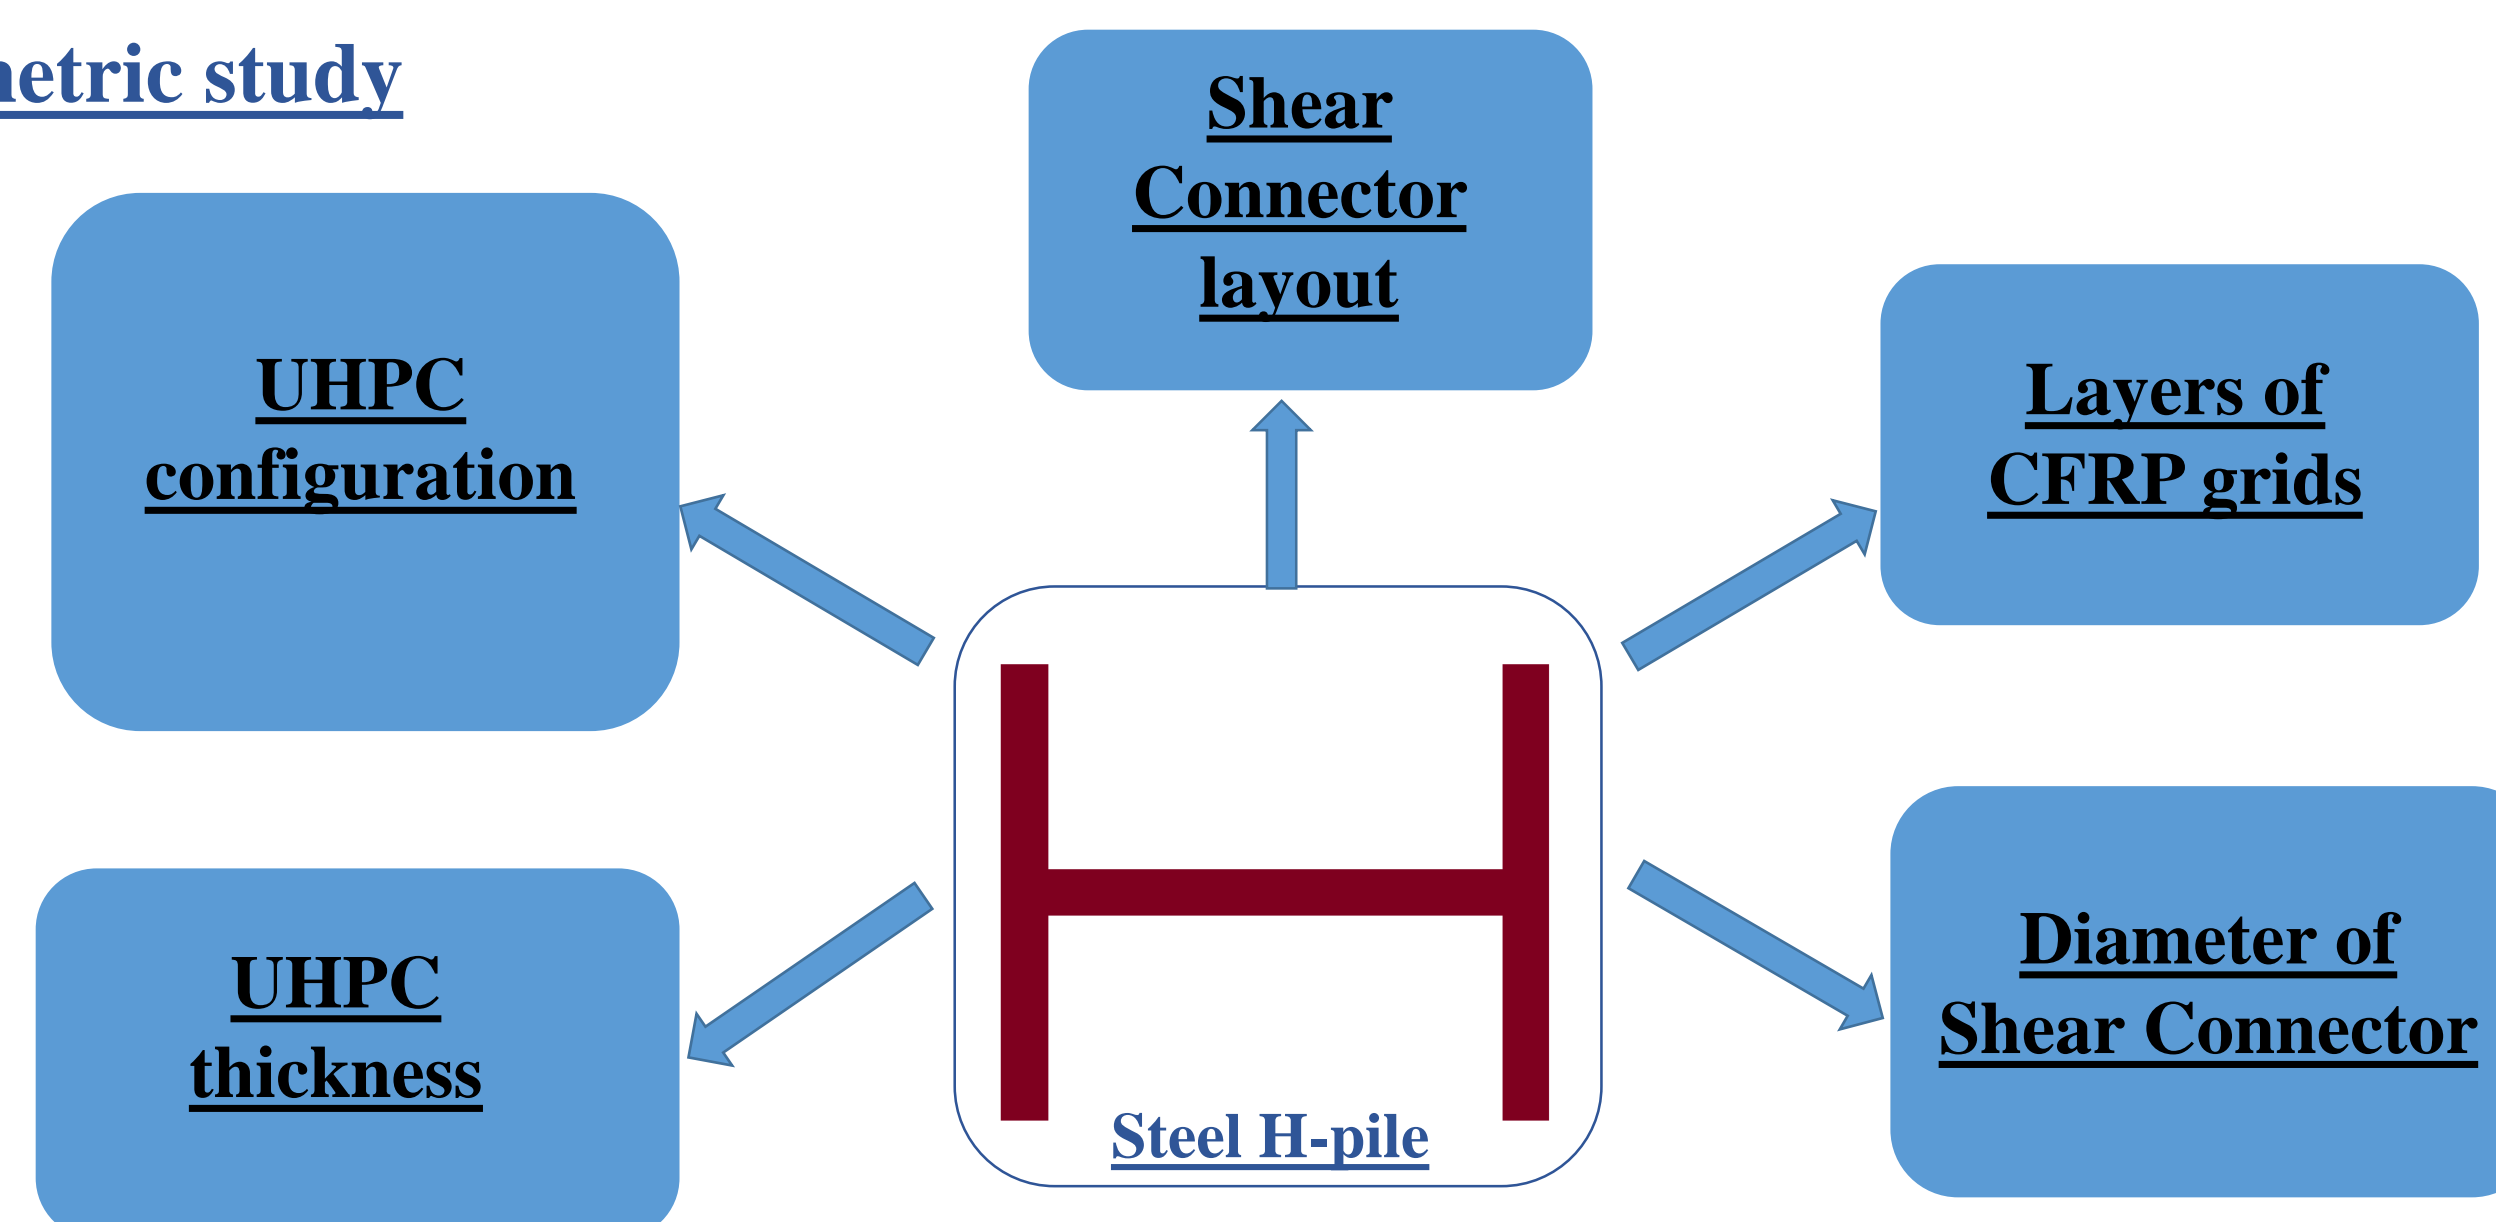 etric study
Shear
Connector
layout
UHPC
configuration
Layers of
CFRP grids
Steel H-pile
UHPC
thickness
Diameter of
Shear Connector